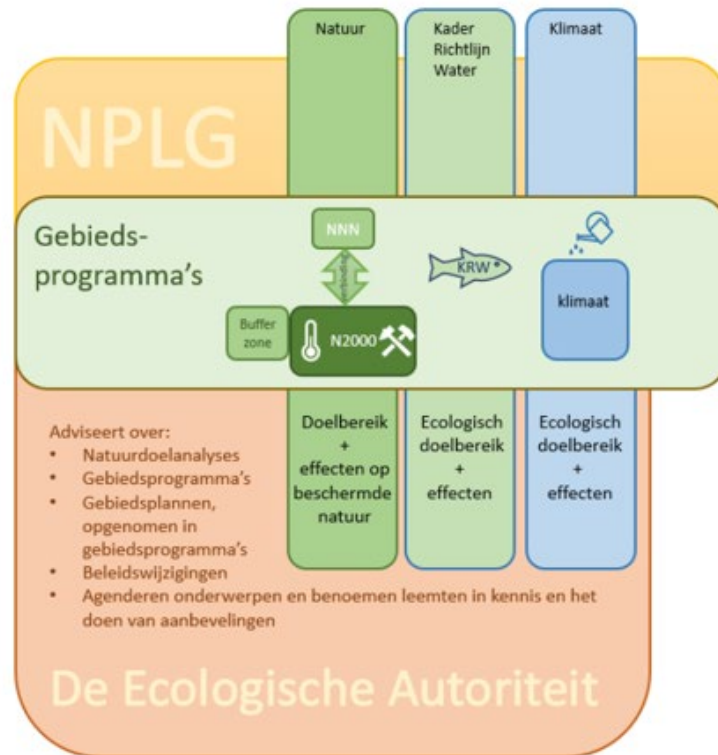 Natuur
Kader
Richtlijn
Water
Klimaat
NPLG
Gebieds-
programma's
NNN
verbinding
KRW*
Buffer
zone
N2000
klimaat
Adviseert over:
• Natuurdoelanalyses
• Gebiedsprogramma's
• Gebiedsplannen,
opgenomen in
gebiedsprogramma's
• Beleidswijzigingen
• Agenderen onderwerpen en benoemen leemten in kennis en het
doen van aanbevelingen
Doelbereik
+
effecten op
beschermde
natuur
Ecologisch
doelbereik
+
effecten
Ecologisch
doelbereik
+
effecten
De Ecologische Autoriteit